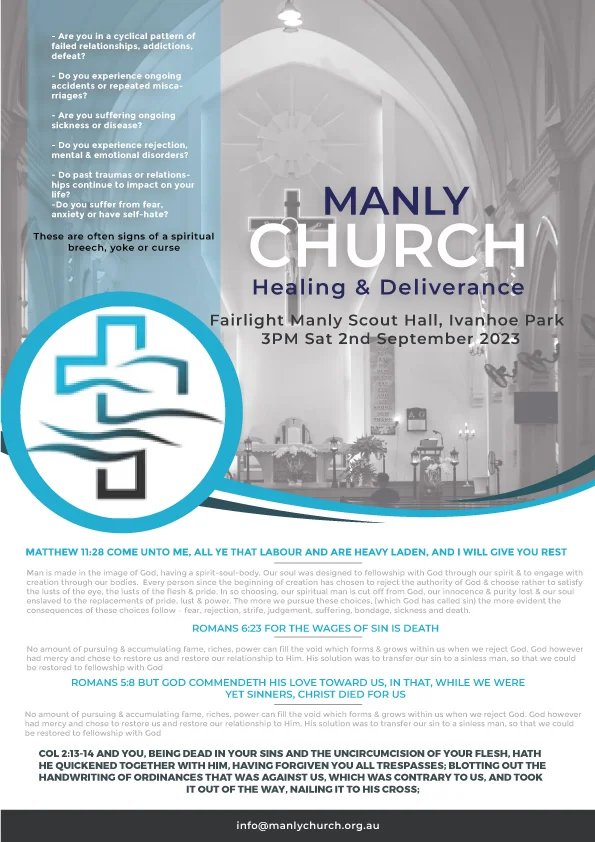 - Are you in a cyclical pattern of
failed relationships, addictions,
defeat?
- Do you experience ongoing
accidents or repeated misca-
rriages?
- Are you suffering ongoing
sickness or disease?
- Do you experience rejection,
mental & emotional disorders?
- Do past traumas or relations-
hips continue to impact on your
life?
-Do you suffer from fear,
anxiety or have self-hate?
These are often signs of a spiritual
breech, yoke or curse
MANLY
CHURCH
Healing & Deliverance
Fairlight Manly Scout Hall, Ivanhoe Park
3PM Sat 2nd September 2023
MATTHEW 11:28 COME UNTO ME, ALL YE THAT LABOUR AND ARE HEAVY LADEN, AND I WILL GIVE YOU REST
Man is made in the image of God, having a spirit-soul-body. Our soul was designed to fellowship with God through our spirit & to engage with
creation through our bodies. Every person since the beginning of creation has chosen to reject the authority of God & choose rather to satisfy
the lusts of the eye, the lusts of the flesh & pride. In so choosing, our spiritual man is cut off from God, our innocence & purity lost & our soul
enslaved to the replacements of pride, lust & power. The more we pursue these choices, (which God has called sin) the more evident the
consequences of these choices follow - fear, rejection, strife, judgement, suffering, bondage, sickness and death.
ROMANS 6:23 FOR THE WAGES OF SIN IS DEATH
No amount of pursuing & accumulating fame, riches, power can fill the void which forms & grows within us when we reject God. God however
had mercy and chose to restore us and restore our relationship to Him. His solution was to transfer our sin to a sinless man, so that we could
be restored to fellowship with God
ROMANS 5:8 BUT GOD COMMENDETH HIS LOVE TOWARD US, IN THAT, WHILE WE WERE
YET SINNERS, CHRIST DIED FOR US
No amount of pursuing & accumulating fame, riches, power can fill the void which forms & grows within us when we reject God. God however
had mercy and chose to restore us and restore our relationship to Him. His solution was to transfer our sin to a sinless man, so that we could
be restored to fellowship with God
COL 2:13-14 AND YOU, BEING DEAD IN YOUR SINS AND THE UNCIRCUMCISION OF YOUR FLESH, HATH
HE QUICKENED TOGETHER WITH HIM, HAVING FORGIVEN YOU ALL TRESPASSES; BLOTTING OUT THE
HANDWRITING OF ORDINANCES THAT WAS AGAINST US, WHICH WAS CONTRARY TO US, AND TOOK
IT OUT OF THE WAY, NAILING IT TO HIS CROSS;
info@manlychurch.org.au